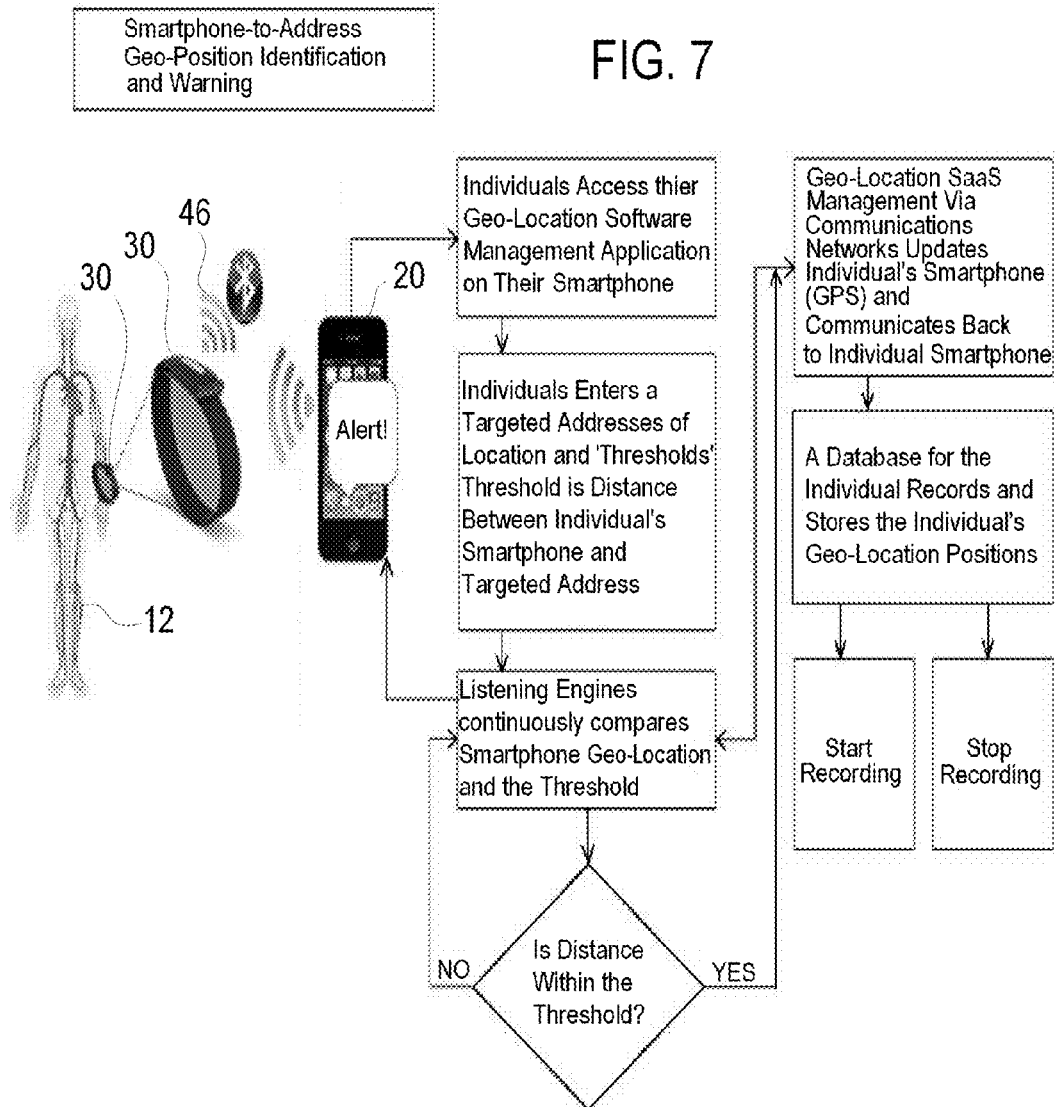 Smartphone-to-Address
Geo-Position Identification
and Warning
FIG. 7
46
30
30
20
12
Alert!
Individuals Access thier
Geo-Location Software
Management Application
on Their Smartphone
Individuals Enters a
Targeted Addresses of
Location and 'Thresholds'
Threshold is Distance
Between Individual's
Smartphone and
Targeted Address
Listening Engines
continuously compares
Smartphone Geo-Location
and the Threshold
Is Distance
Within the
Threshold?
NO
YES
Geo-Location SaaS
Management Via
Communications
Networks Updates
Individual's Smartphone
(GPS) and
Communicates Back
to Individual Smartphone
A Database for the
Individual Records and
Stores the Individual's
Geo-Location Positions
Start
Recording
Stop
Recording